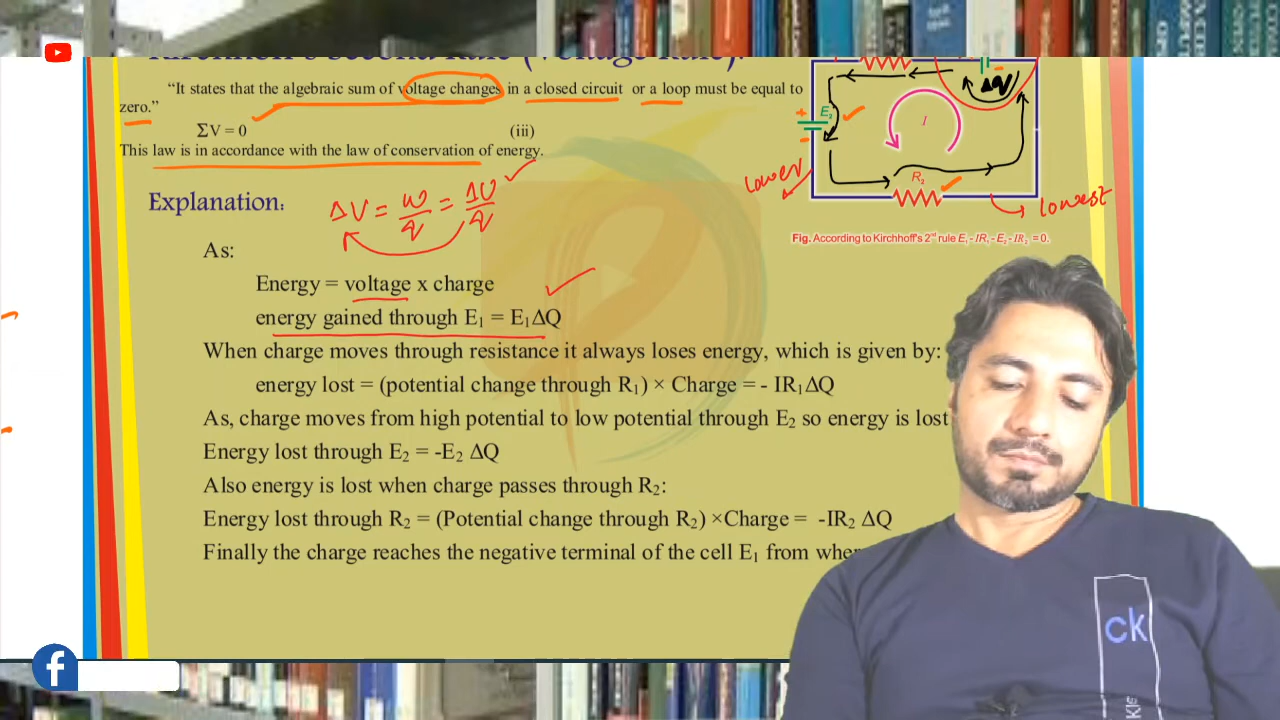 Kirchhoff's Second Rule (Voltage Rule):
“It states that the algebraic sum of voltage changes in a closed circuit or a loop must be equal to
zero.”
ΣV = 0 (iii)
This law is in accordance with the law of conservation of energy.
Explanation:
ΔV = w/q = ΔU/q
As:
Energy = voltage x charge
energy gained through E₁ = E₁ΔQ
When charge moves through resistance it always loses energy, which is given by:
energy lost = (potential change through R₁) × Charge = - IR₁ΔQ
As, charge moves from high potential to low potential through E₂ so energy is lost
Energy lost through E₂ = -E₂ ΔQ
Also energy is lost when charge passes through R₂:
Energy lost through R₂ = (Potential change through R₂) ×Charge = -IR₂ ΔQ
Finally the charge reaches the negative terminal of the cell E₁ from
ΔQ
E₂
I
R₂
lower
lowest
Fig. According to Kirchhoff's 2nd rule E₁ - IR₁ - E₂ - IR₂ = 0.
ck